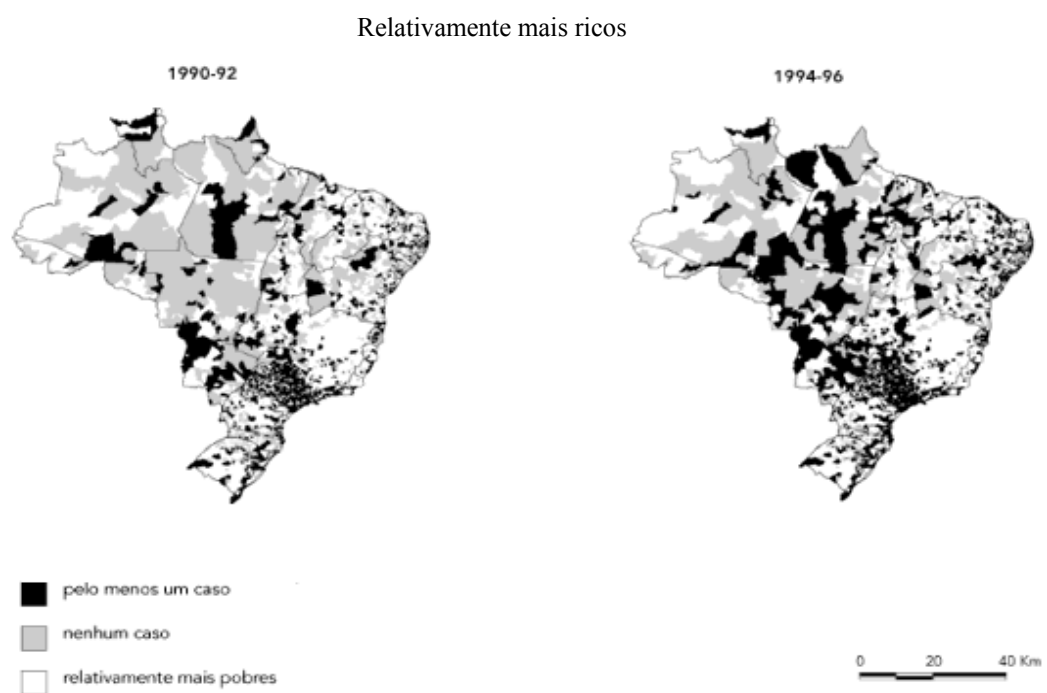 Relativamente mais ricos
1990-92
1994-96
pelo menos um caso
nenhum caso
relativamente mais pobres
0 20 40 Km